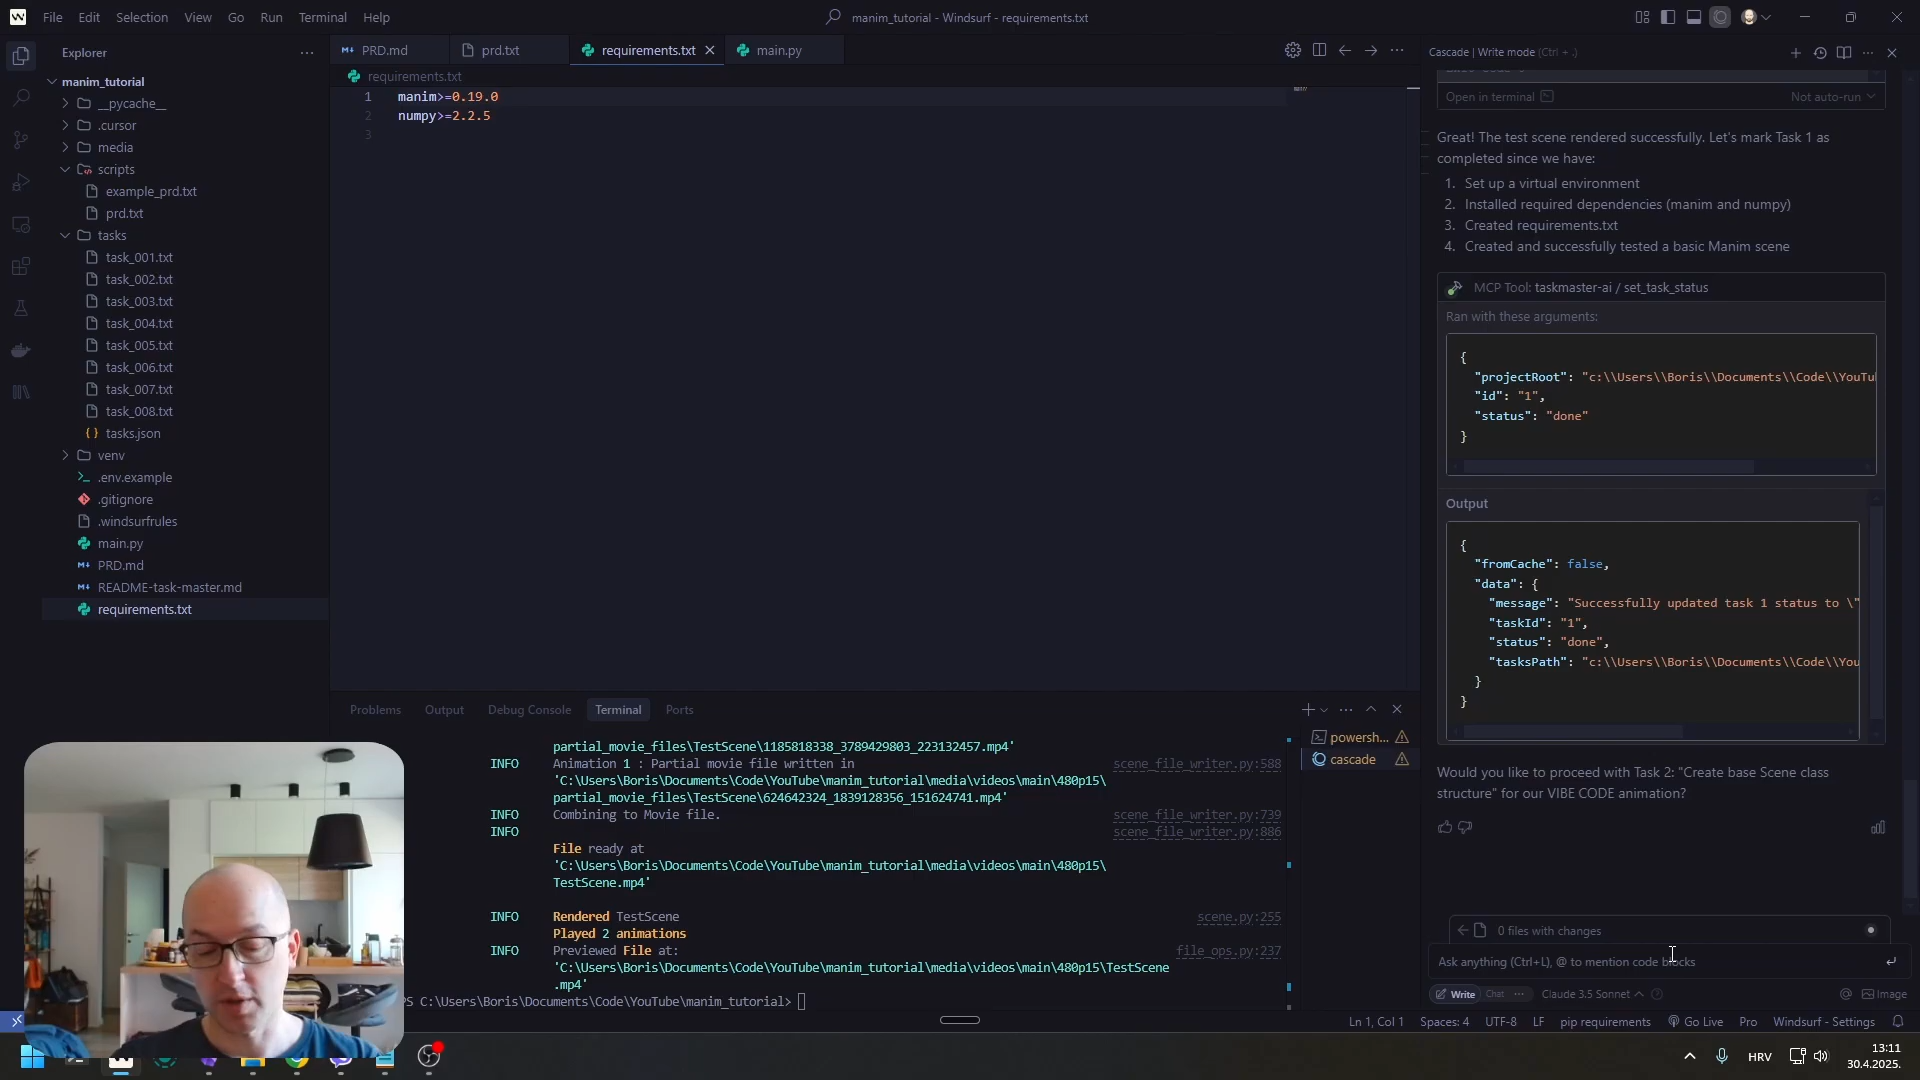 File Edit Selection View Go Run Terminal Help
manim_tutorial - Windsurf - requirements.txt
Explorer
manim_tutorial
__pycache__
.cursor
media
scripts
example_prd.txt
prd.txt
tasks
task_001.txt
task_002.txt
task_003.txt
task_004.txt
task_005.txt
task_006.txt
task_007.txt
task_008.txt
tasks.json
venv
.env.example
.gitignore
.windsurfrules
main.py
PRD.md
README-task-master.md
requirements.txt
PRD.md prd.txt requirements.txt main.py
requirements.txt
1 manim>=0.19.0
2 numpy>=2.2.5
3
Problems Output Debug Console Terminal Ports
powersh...
cascade
partial_movie_files\TestScene\1185818338_3789429803_223132457.mp4'
INFO Animation 1 : Partial movie file written in scene_file_writer.py:588
'C:\Users\Boris\Documents\Code\YouTube\manim_tutorial\media\videos\main\480p15\
partial_movie_files\TestScene\624642324_1839128356_151624741.mp4'
INFO Combining to Movie file. scene_file_writer.py:739
INFO scene_file_writer.py:886
File ready at
'C:\Users\Boris\Documents\Code\YouTube\manim_tutorial\media\videos\main\480p15\
TestScene.mp4'
INFO Rendered TestScene scene.py:255
Played 2 animations
INFO Previewed File at: file_ops.py:237
'C:\Users\Boris\Documents\Code\YouTube\manim_tutorial\media\videos\main\480p15\TestScene
.mp4'
PS C:\Users\Boris\Documents\Code\YouTube\manim_tutorial>
Cascade | Write mode (Ctrl + .)
Open in terminal Not auto-run
Great! The test scene rendered successfully. Let's mark Task 1 as
completed since we have:
1. Set up a virtual environment
2. Installed required dependencies (manim and numpy)
3. Created requirements.txt
4. Created and successfully tested a basic Manim scene
MCP Tool: taskmaster-ai / set_task_status
Ran with these arguments:
{
"projectRoot": "c:\\Users\\Boris\\Documents\\Code\\YouTu
"id": "1",
"status": "done"
}
Output
{
"fromCache": false,
"data": {
"message": "Successfully updated task 1 status to \"
"taskId": "1",
"status": "done",
"tasksPath": "c:\\Users\\Boris\\Documents\\Code\\You
}
}
Would you like to proceed with Task 2: "Create base Scene class
structure" for our VIBE CODE animation?
0 files with changes
Ask anything (Ctrl+L), @ to mention code blocks
Write Chat Claude 3.5 Sonnet Image
Ln 1, Col 1 Spaces: 4 UTF-8 LF pip requirements Go Live Pro Windsurf - Settings
HRV
13:11
30.4.2025.